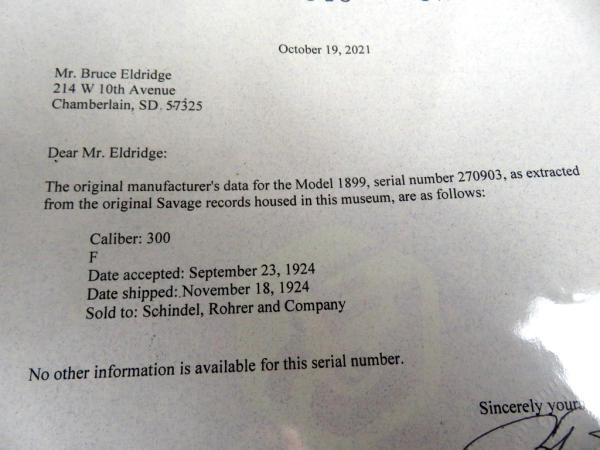 October 19, 2021
Mr. Bruce Eldridge
214 W 10th Avenue
Chamberlain, SD 57325
Dear Mr. Eldridge:
The original manufacturer's data for the Model 1899, serial number 270903, as extracted
from the original Savage records housed in this museum, are as follows:
Caliber: 300
F
Date accepted: September 23, 1924
Date shipped: November 18, 1924
Sold to: Schindel, Rohrer and Company
No other information is available for this serial number.
Sincerely yours